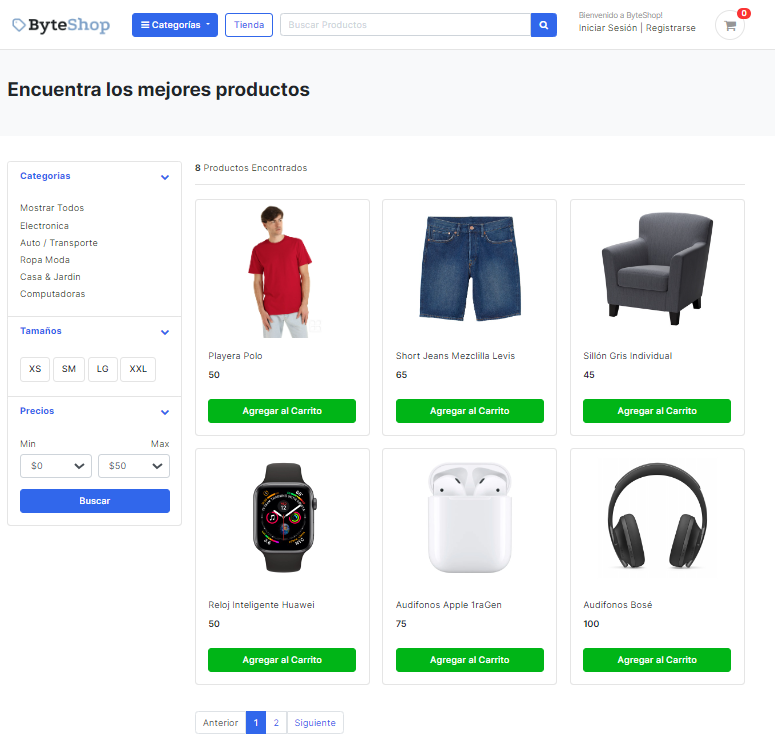 ByteShop
Categorías
Tienda
Buscar Productos
Bienvenido a ByteShop!
Iniciar Sesión | Registrarse
0
Encuentra los mejores productos
Categorias
Mostrar Todos
Electronica
Auto / Transporte
Ropa Moda
Casa & Jardin
Computadoras
Tamaños
XS SM LG XXL
Precios
Min Max
$0 $50
Buscar
8 Productos Encontrados
Playera Polo
50
Agregar al Carrito
Short Jeans Mezclilla Levis
65
Agregar al Carrito
Sillón Gris Individual
45
Agregar al Carrito
Reloj Inteligente Huawei
50
Agregar al Carrito
Audifonos Apple 1raGen
75
Agregar al Carrito
Audifonos Bosé
100
Agregar al Carrito
Anterior 1 2 Siguiente